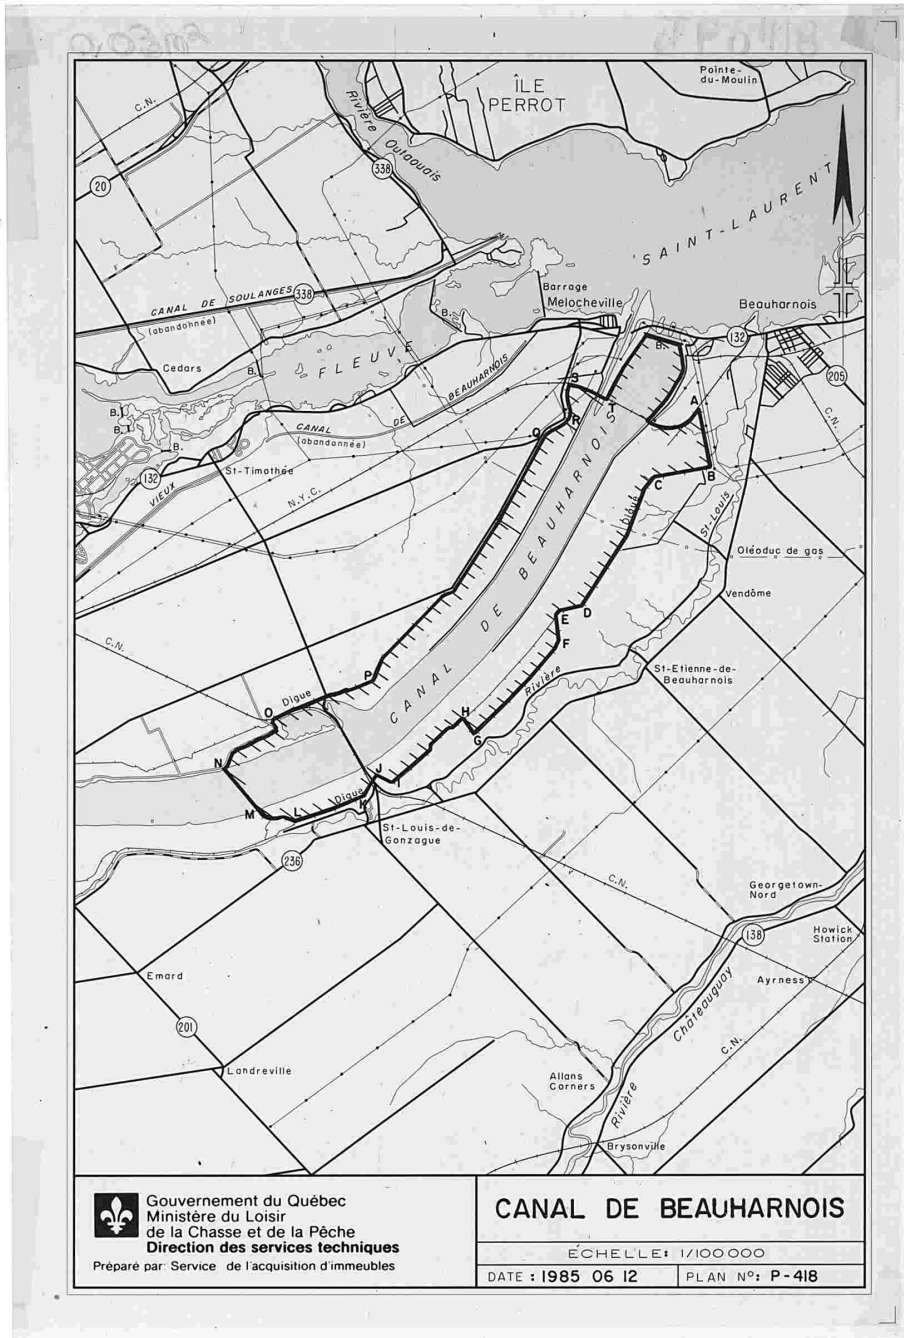 ÎLE
PERROT
Pointe-
du-Moulin
C.N.
Rivière
Outaouais
20
338
SAINT-LAURENT
CANAL DE SOULANGES
(abandonnée)
338
Barrage
Melocheville
Beauharnois
B.
FLEUVE
B.
132
205
Cedars
B.
B.
B.
B.
CANAL DE BEAUHARNOIS
(abandonnée)
VIEUX
132
St-Timothée
N.Y.C.
C.N.
S
T
R
Q
A
B
C
Digue
St-Louis
Oléoduc de gas
Vendôme
CANAL DE BEAUHARNOIS
D
E
F
C.N.
Rivière
St-Etienne-de-
Beauharnois
P
Digue
O
H
G
N
J
I
K
Digue
L
M
St-Louis-de-
Gonzague
236
C.N.
Georgetown-
Nord
138
Howick
Station
Ayrness
Emard
201
Landreville
Châteauguay
C.N.
Allans
Corners
Rivière
Brysonville
Gouvernement du Québec
Ministère du Loisir
de la Chasse et de la Pêche
Direction des services techniques
Préparé par: Service de l'acquisition d'immeubles
CANAL DE BEAUHARNOIS
ÉCHELLE: 1/100 000
DATE : 1985 06 12
PLAN Nº: P-418